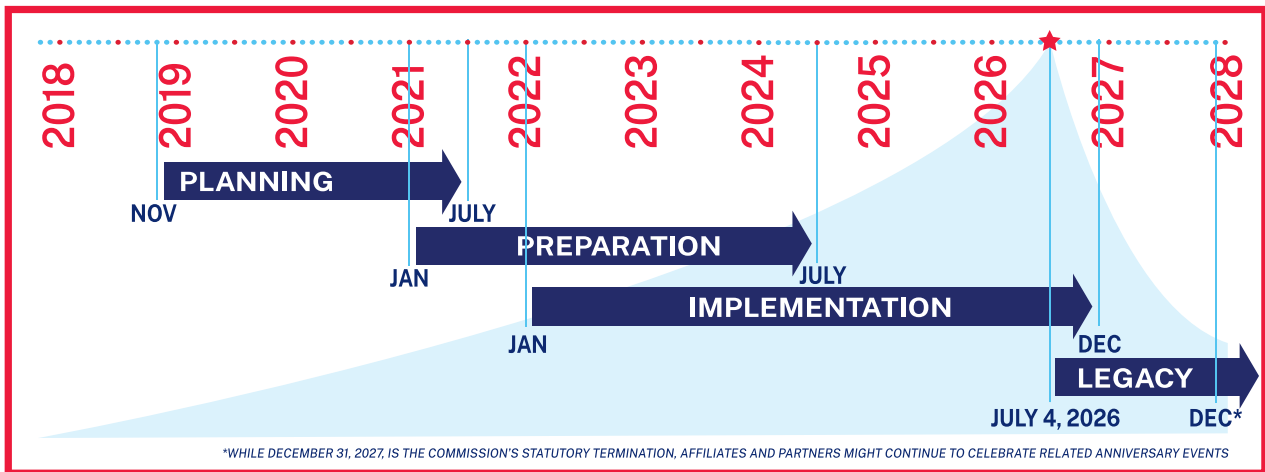 2018 2019 2020 2021 2022 2023 2024 2025 2026 2027 2028
PLANNING
NOV JULY
PREPARATION
JAN JULY
IMPLEMENTATION
JAN DEC
LEGACY
JULY 4, 2026 DEC*
*WHILE DECEMBER 31, 2027, IS THE COMMISSION'S STATUTORY TERMINATION, AFFILIATES AND PARTNERS MIGHT CONTINUE TO CELEBRATE RELATED ANNIVERSARY EVENTS